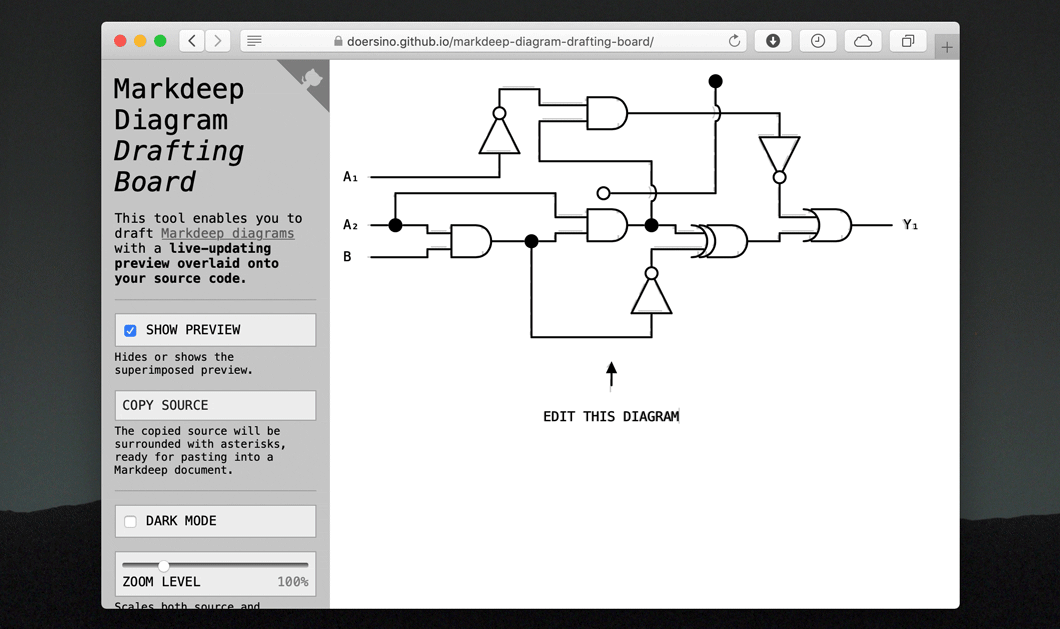 doersino.github.io/markdeep-diagram-drafting-board/
Markdeep
Diagram
Drafting
Board
This tool enables you to
draft Markdeep diagrams
with a live-updating
preview overlaid onto
your source code.
SHOW PREVIEW
Hides or shows the
superimposed preview.
COPY SOURCE
The copied source will be
surrounded with asterisks,
ready for pasting into a
Markdeep document.
DARK MODE
ZOOM LEVEL 100%
Scales both source and
A₁
A₂
B
Y₁
EDIT THIS DIAGRAM